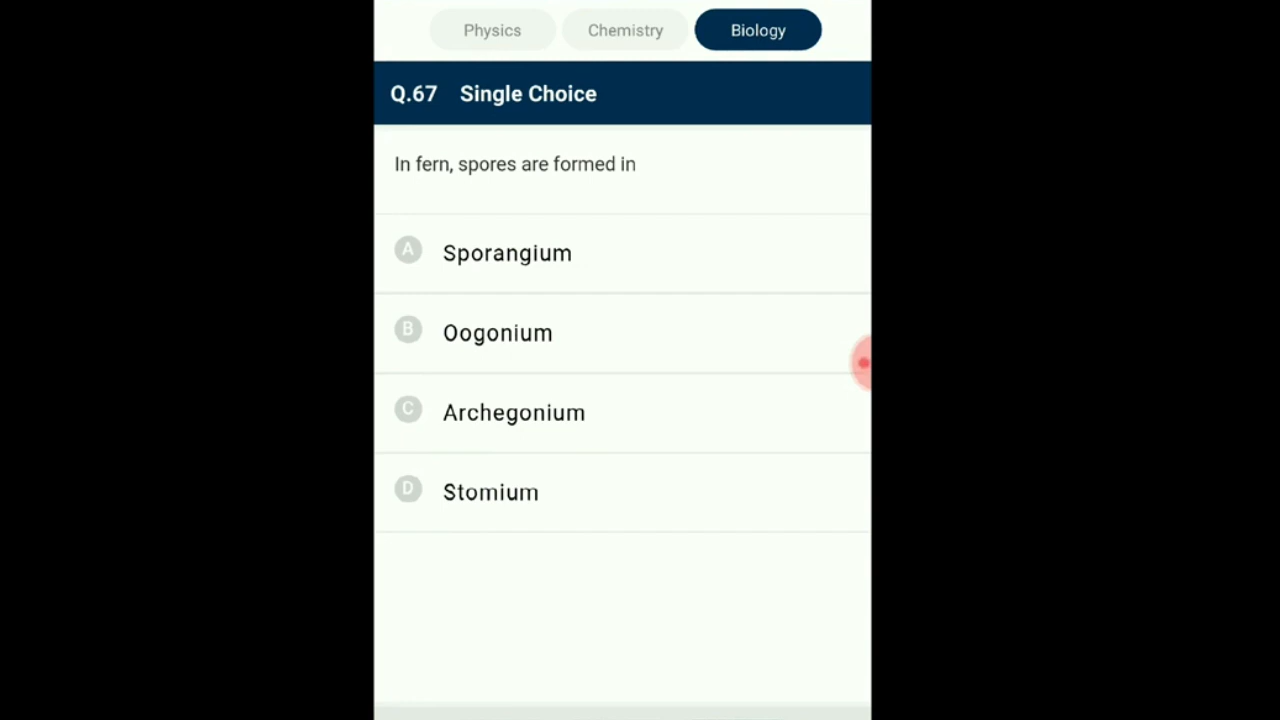 Physics Chemistry Biology
Q.67 Single Choice
In fern, spores are formed in
A Sporangium
B Oogonium
C Archegonium
D Stomium